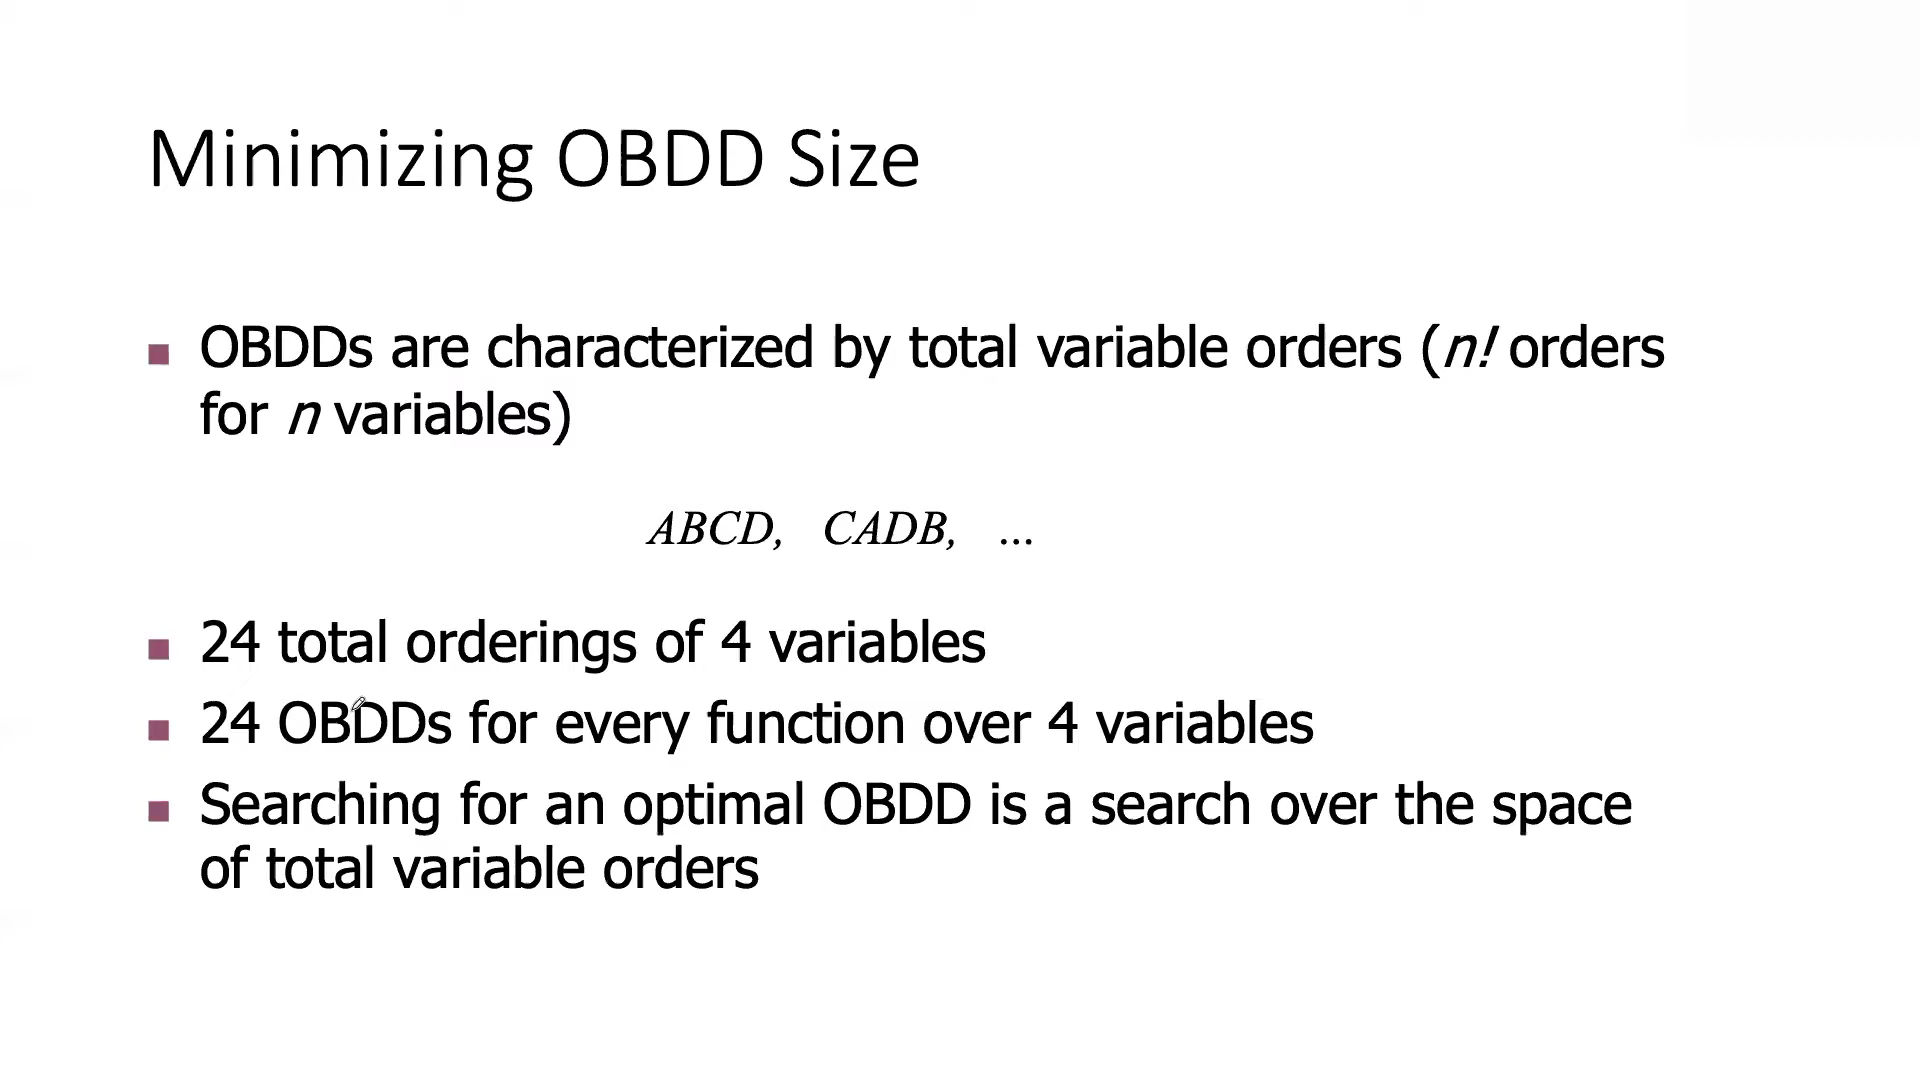 Minimizing OBDD Size
OBDDs are characterized by total variable orders (n! orders
for n variables)
ABCD, CADB, ...
24 total orderings of 4 variables
24 OBDDs for every function over 4 variables
Searching for an optimal OBDD is a search over the space
of total variable orders